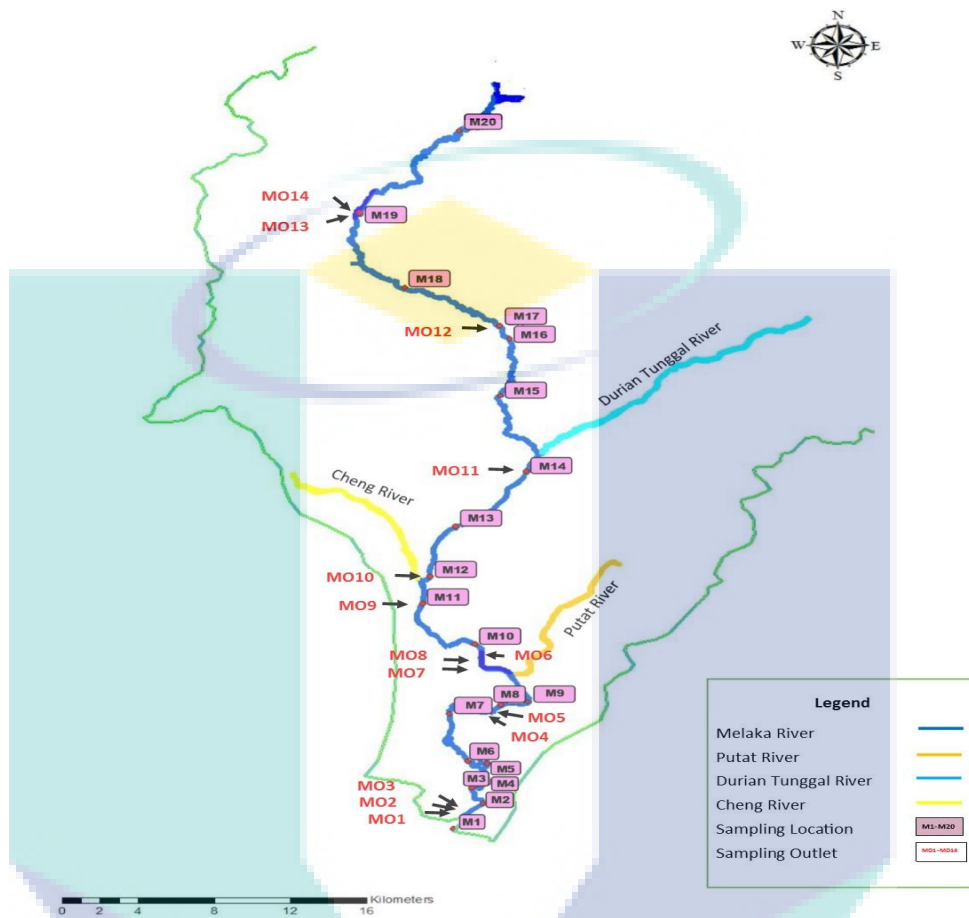 N
W E
S
M20
MO14
M19
MO13
M18
M17
MO12
M16
Durian Tunggal River
M15
M14
MO11
Cheng River
M13
M12
MO10
M11
MO9
Putat River
M10
MO8
MO6
MO7
M9
M8
M7
MO5
MO4
M6
M5
M3
M4
MO3
MO2
M2
MO1
M1
Legend
Melaka River
Putat River
Durian Tunggal River
Cheng River
Sampling Location M1-M20
Sampling Outlet MO1-MO14
Kilometers
0 2 4 8 12 16